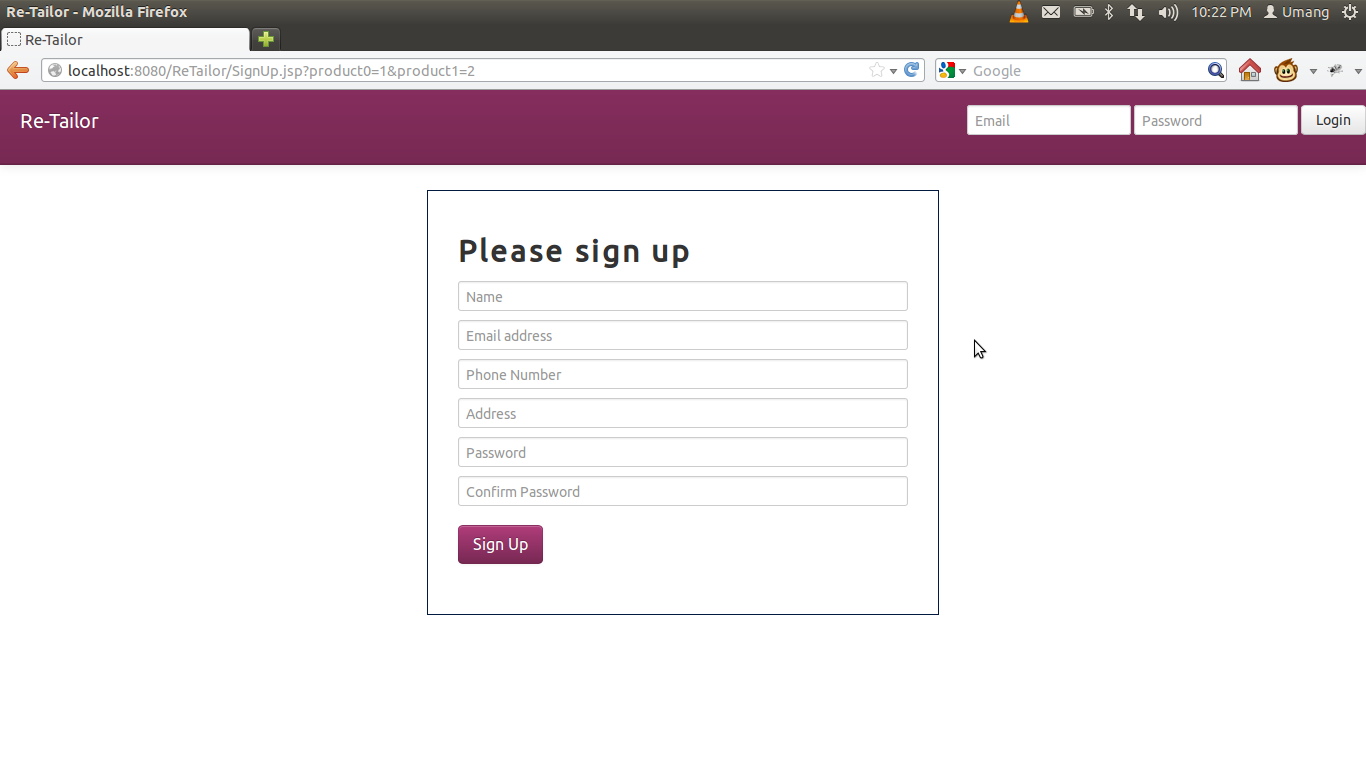 Re-Tailor - Mozilla Firefox
10:22 PM Umang
Re-Tailor
localhost:8080/ReTailor/SignUp.jsp?product0=1&product1=2
Google
Re-Tailor
Email
Password
Login
Please sign up
Name
Email address
Phone Number
Address
Password
Confirm Password
Sign Up